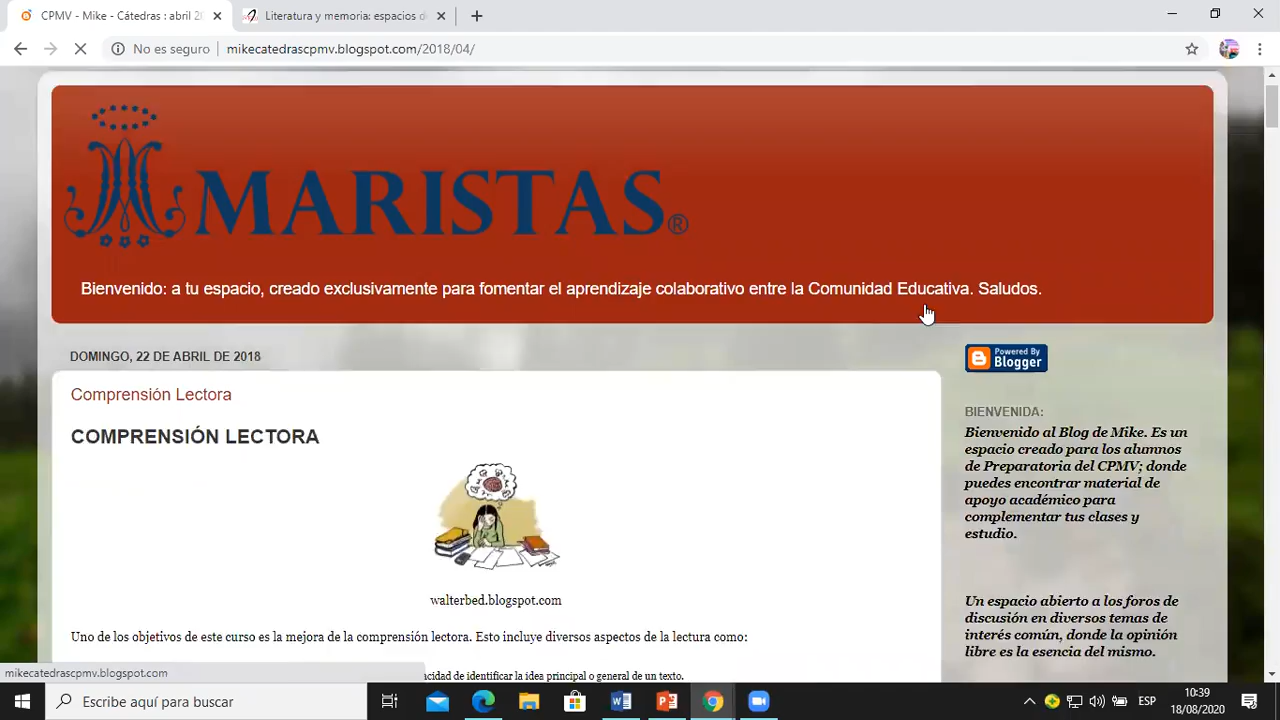 CPMV - Mike - Cátedras : abril 20
Literatura y memoria: espacios de
No es seguro
mikecatedrascpmv.blogspot.com/2018/04/
MARISTAS®
Bienvenido: a tu espacio, creado exclusivamente para fomentar el aprendizaje colaborativo entre la Comunidad Educativa. Saludos.
DOMINGO, 22 DE ABRIL DE 2018
Comprensión Lectora
COMPRENSIÓN LECTORA
walterbed.blogspot.com
Uno de los objetivos de este curso es la mejora de la comprensión lectora. Esto incluye diversos aspectos de la lectura como:
acidad de identificar la idea principal o general de un texto.
Powered By
Blogger
BIENVENIDA:
Bienvenido al Blog de Mike. Es un
espacio creado para los alumnos
de Preparatoria del CPMV; donde
puedes encontrar material de
apoyo académico para
complementar tus clases y
estudio.
Un espacio abierto a los foros de
discusión en diversos temas de
interés común, donde la opinión
libre es la esencia del mismo.
mikecatedrascpmv.blogspot.com
Escribe aquí para buscar
ESP
10:39
18/08/2020